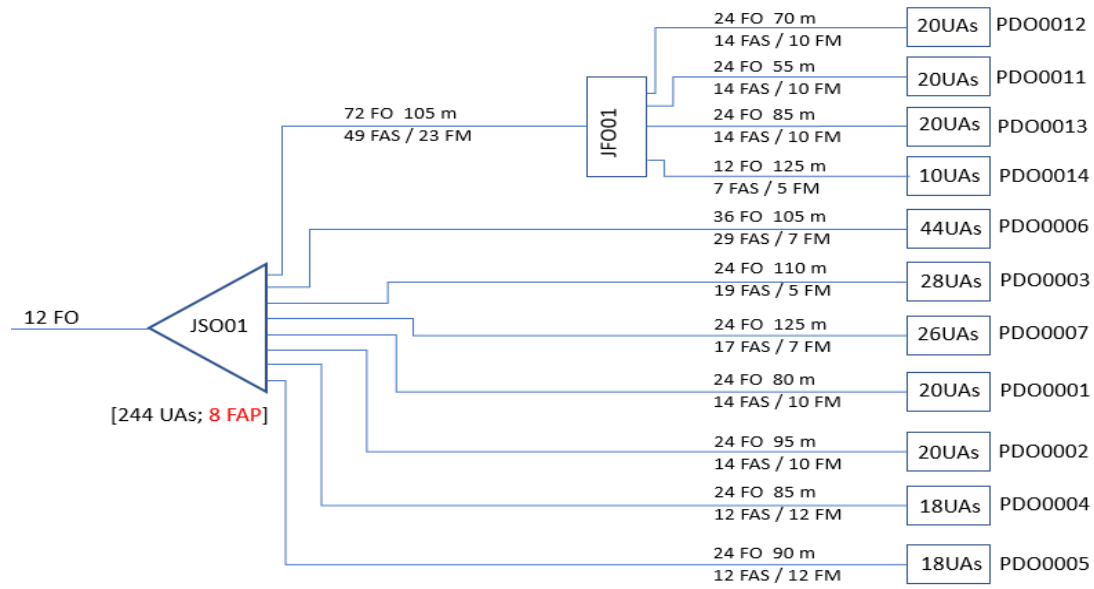 24 FO 70 m
14 FAS / 10 FM
20UAs
PDO0012
24 FO 55 m
14 FAS / 10 FM
20UAs
PDO0011
72 FO 105 m
49 FAS / 23 FM
JFO01
24 FO 85 m
14 FAS / 10 FM
20UAs
PDO0013
12 FO 125 m
7 FAS / 5 FM
10UAs
PDO0014
36 FO 105 m
29 FAS / 7 FM
44UAs
PDO0006
24 FO 110 m
19 FAS / 5 FM
28UAs
PDO0003
12 FO
JSO01
[244 UAs; 8 FAP]
24 FO 125 m
17 FAS / 7 FM
26UAs
PDO0007
24 FO 80 m
14 FAS / 10 FM
20UAs
PDO0001
24 FO 95 m
14 FAS / 10 FM
20UAs
PDO0002
24 FO 85 m
12 FAS / 12 FM
18UAs
PDO0004
24 FO 90 m
12 FAS / 12 FM
18UAs
PDO0005